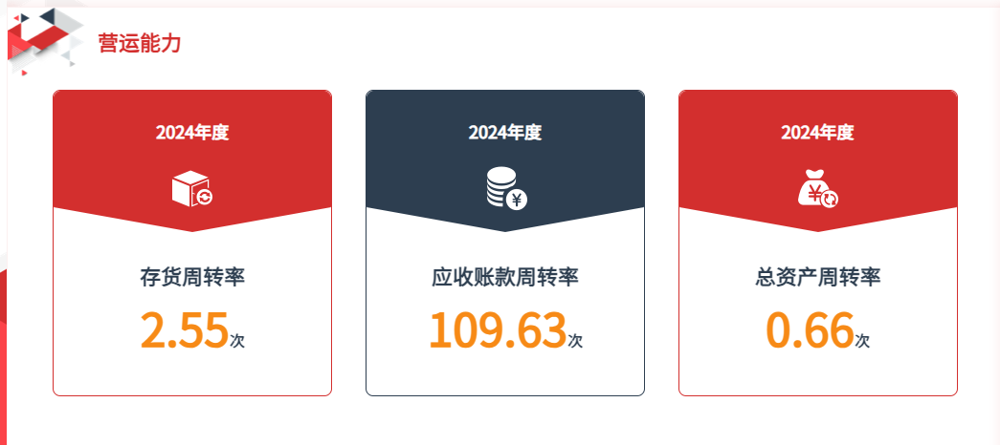 营运能力
2024年度
存货周转率
2.55次
2024年度
应收账款周转率
109.63次
2024年度
总资产周转率
0.66次